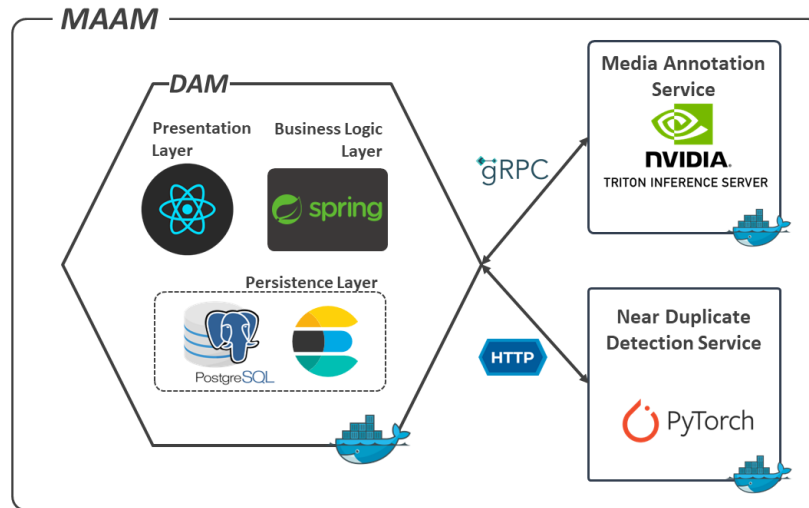 MAAM
DAM
Presentation
Layer
Business Logic
Layer
spring
Persistence Layer
PostgreSQL
gRPC
HTTP
Media Annotation
Service
NVIDIA.
TRITON INFERENCE SERVER
Near Duplicate
Detection Service
PyTorch